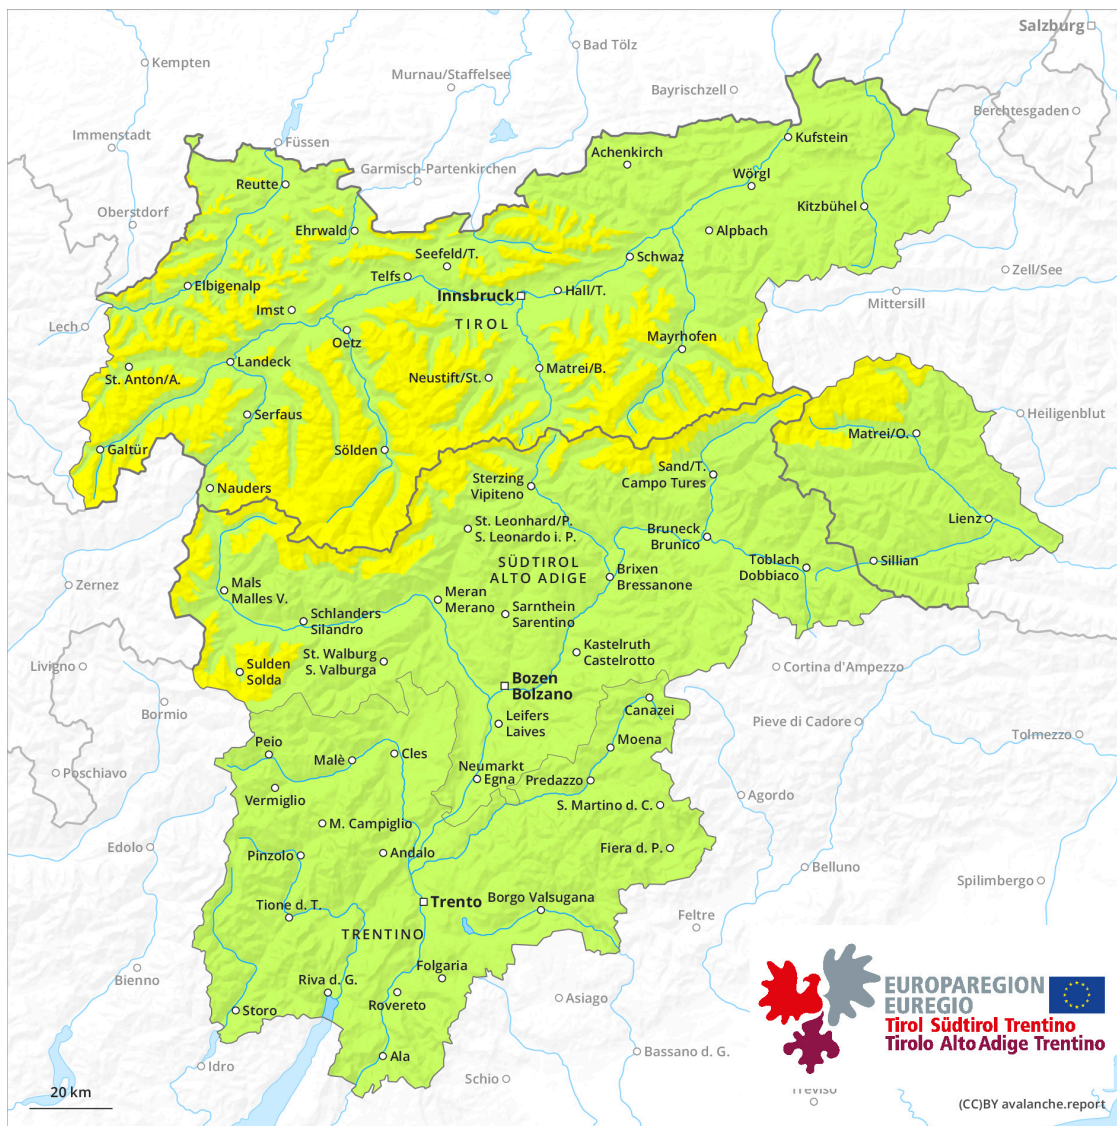 Salzburg
Bad Tölz
Kempten
Murnau/Staffelsee
Bayrischzell
Berchtesgaden
Immenstadt
Füssen
Kufstein
Achenkirch
Garmisch-Partenkirchen
Wörgl
Reutte
Kitzbühel
Oberstdorf
Ehrwald
Alpbach
Seefeld/T.
Schwaz
Zell/See
Telfs
Elbigenalp
Hall/T.
Innsbruck
Mittersill
Imst
TIROL
Lech
Oetz
Mayrhofen
Landeck
Matrei/B.
St. Anton/A.
Neustift/St.
Serfaus
Heiligenblut
Matrei/O.
Galtür
Sölden
Sand/T.
Campo Tures
Sterzing
Vipiteno
Nauders
Lienz
St. Leonhard/P.
S. Leonardo i. P.
Bruneck
Brunico
SÜDTIROL
ALTO ADIGE
Toblach
Dobbiaco
Sillian
Brixen
Bressanone
Zernez
Mals
Malles V.
Meran
Merano
Schlanders
Silandro
Sarnthein
Sarentino
Kastelruth
Castelrotto
St. Walburg
S. Valburga
Livigno
Sulden
Solda
Cortina d'Ampezzo
Bozen
Bolzano
Canazei
Bormio
Leifers
Laives
Pieve di Cadore
Tolmezzo
Moena
Peio
Cles
Malè
Neumarkt
Egna
Predazzo
Poschiavo
Vermiglio
S. Martino d. C.
Agordo
M. Campiglio
Edolo
Pinzolo
Andalo
Fiera d. P.
Belluno
Spilimbergo
Tione d. T.
Trento
Borgo Valsugana
Feltre
TRENTINO
Bienno
Folgaria
Riva d. G.
Rovereto
Asiago
Storo
EUROPAREGION
EUREGIO
Tirol Südtirol Trentino
Tirolo Alto Adige Trentino
Ala
Idro
Schio
Bassano d. G.
Treviso
20 km
(CC)BY avalanche.report